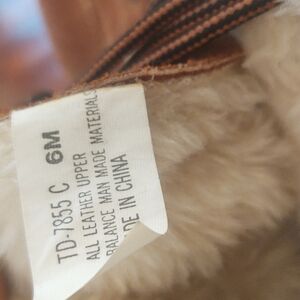 6M
TD-7855 C
ALL LEATHER UPPER
BALANCE MAN MADE MATERIALS
DE IN CHINA